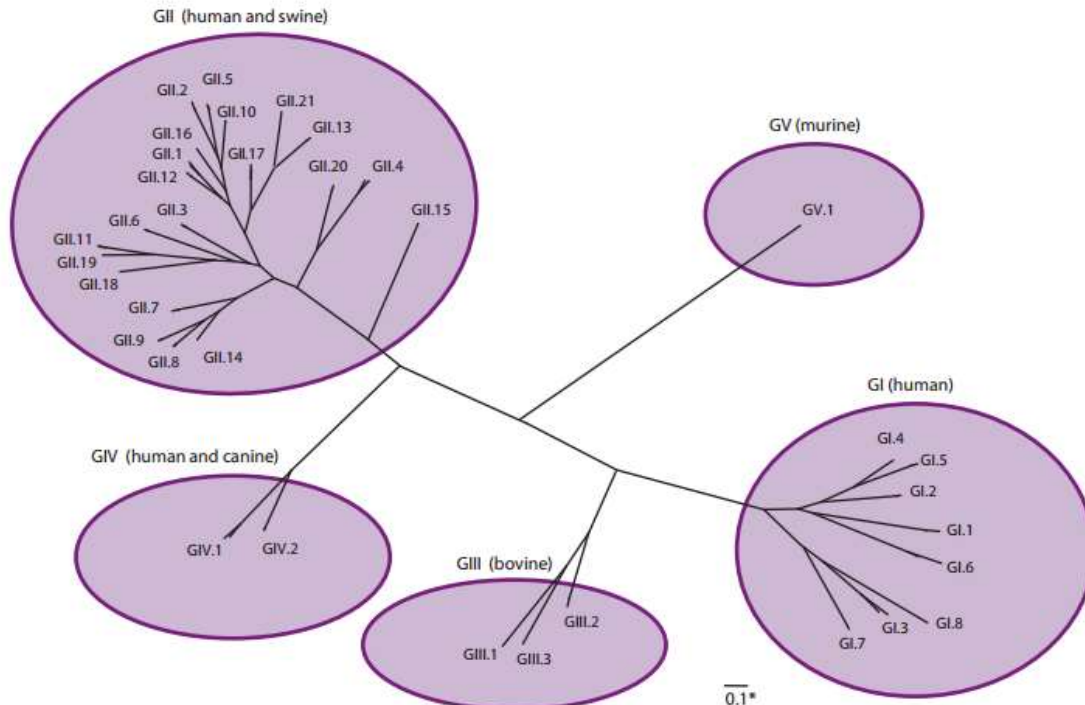 GII (human and swine)
GII.5
GII.2
GII.21
GII.10
GII.16
GII.13
GII.1
GII.17
GII.20
GII.4
GII.12
GII.3
GII.15
GII.6
GII.11
GII.19
GII.18
GII.7
GII.9
GII.8
GII.14
GV (murine)
GV.1
GI (human)
GI.4
GI.5
GI.2
GI.1
GI.6
GI.8
GI.3
GI.7
GIV (human and canine)
GIV.1
GIV.2
GIII (bovine)
GIII.2
GIII.1
GIII.3
0.1*